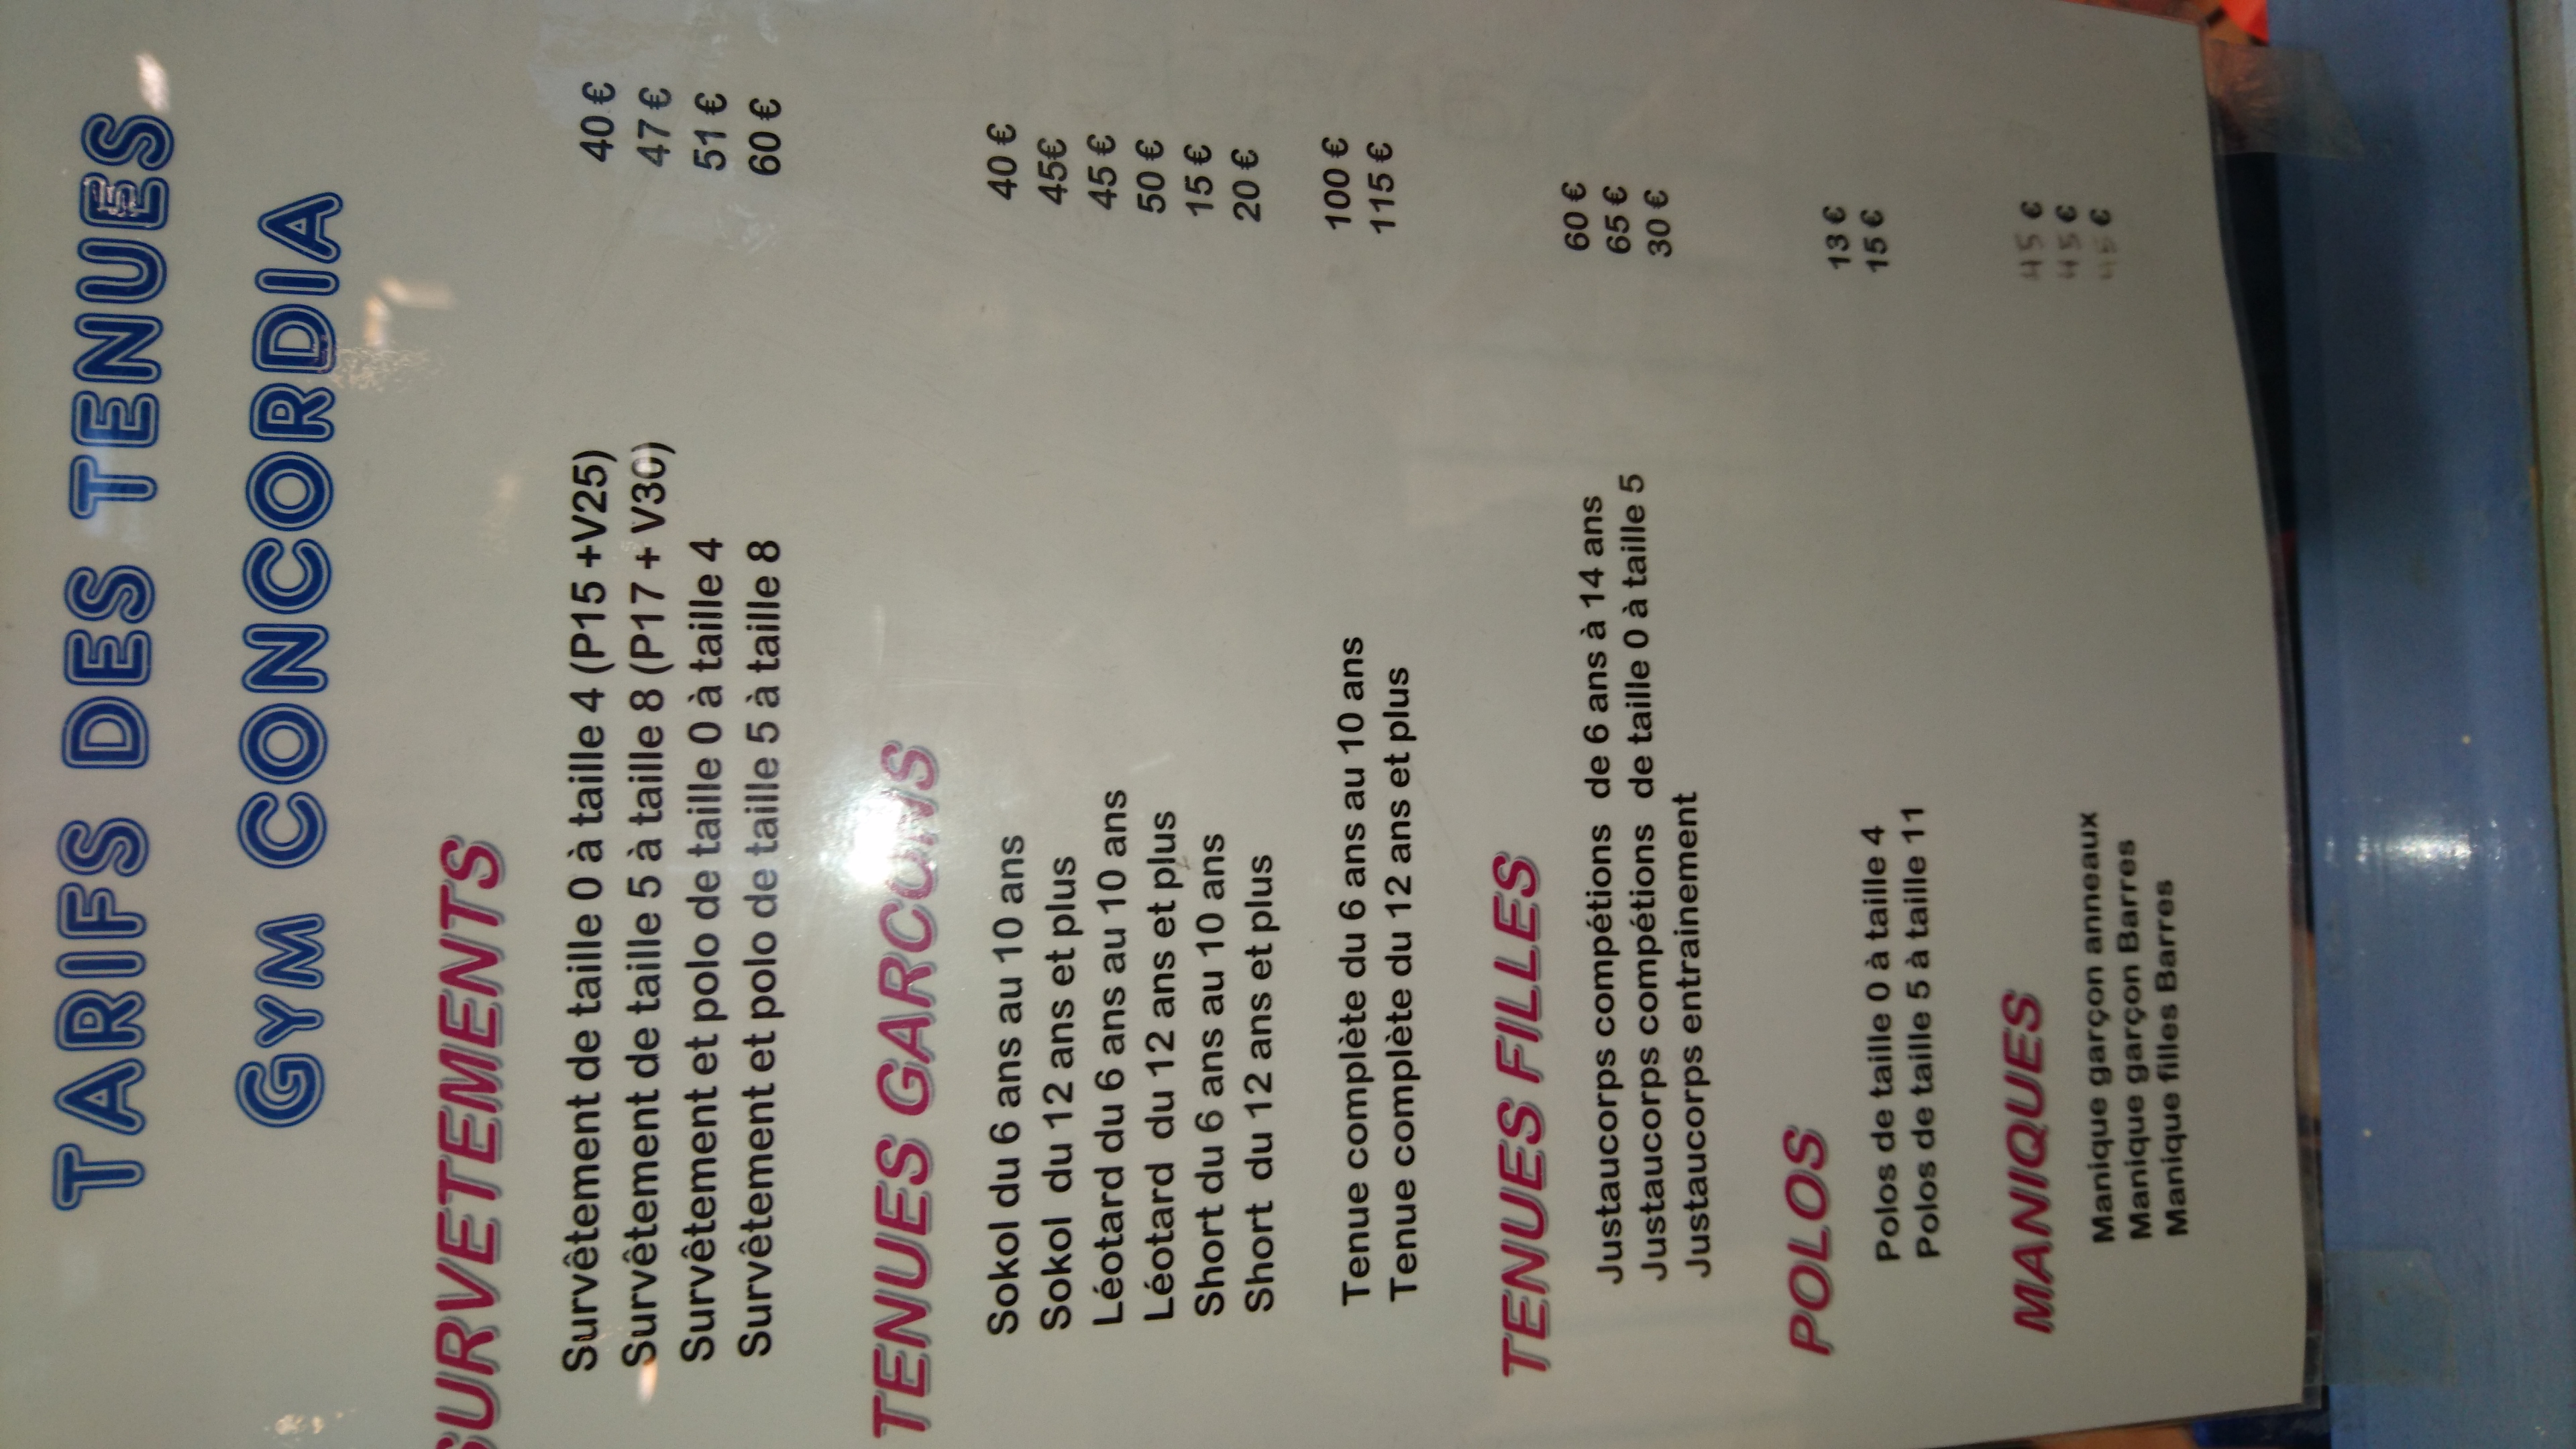 TARIFS DES TENUES
GYM CONCORDIA
SURVETEMENTS
Survêtement de taille 0 à taille 4 (P15 +V25) 40 €
Survêtement de taille 5 à taille 8 (P17 + V30) 47 €
Survêtement et polo de taille 0 à taille 4 51 €
Survêtement et polo de taille 5 à taille 8 60 €
TENUES GARCONS
Sokol du 6 ans au 10 ans 40 €
Sokol du 12 ans et plus 45€
Léotard du 6 ans au 10 ans 45 €
Léotard du 12 ans et plus 50 €
Short du 6 ans au 10 ans 15 €
Short du 12 ans et plus 20 €
Tenue complète du 6 ans au 10 ans 100 €
Tenue complète du 12 ans et plus 115 €
TENUES FILLES
Justaucorps compétions de 6 ans à 14 ans 60 €
Justaucorps compétions de taille 0 à taille 5 65 €
Justaucorps entrainement 30 €
POLOS
Polos de taille 0 à taille 4 13 €
Polos de taille 5 à taille 11 15 €
MANIQUES
Manique garçon anneaux 45 €
Manique garçon Barres 45 €
Manique filles Barres 45 €